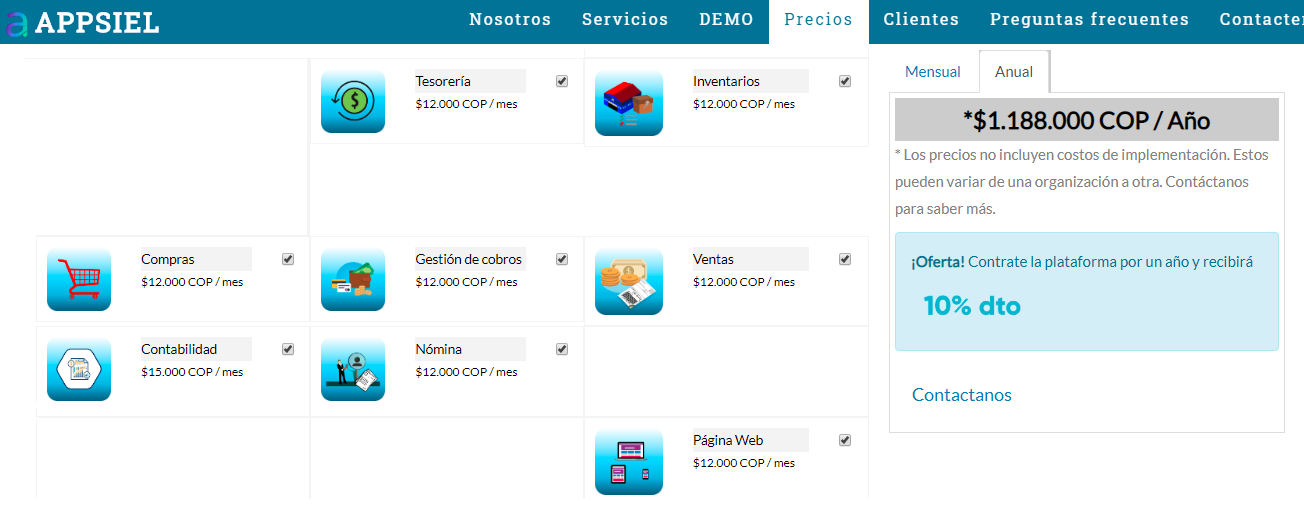 APPSIEL
Nosotros Servicios DEMO Precios Clientes Preguntas frecuentes Contacte
Tesorería
$12.000 COP / mes
Inventarios
$12.000 COP / mes
Compras
$12.000 COP / mes
Gestión de cobros
$12.000 COP / mes
Ventas
$12.000 COP / mes
Contabilidad
$15.000 COP / mes
Nómina
$12.000 COP / mes
Página Web
$12.000 COP / mes
Mensual Anual
*$1.188.000 COP / Año
* Los precios no incluyen costos de implementación. Estos
pueden variar de una organización a otra. Contáctanos
para saber más.
¡Oferta! Contrate la plataforma por un año y recibirá
10% dto
Contactanos